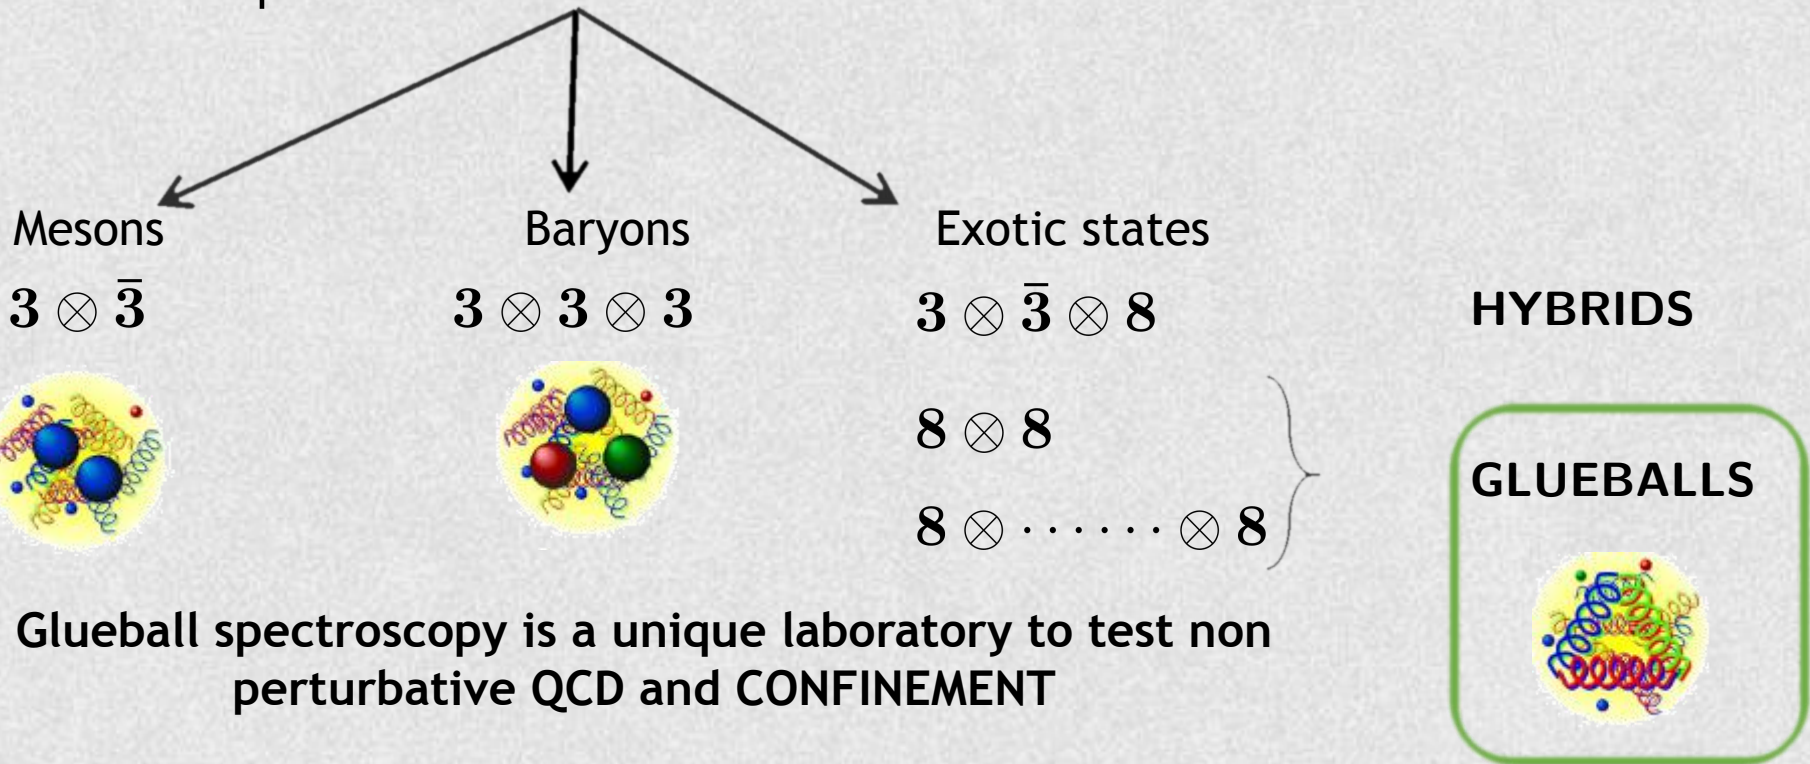 Mesons Baryons Exotic states
3 ⊗ 3̄ 3 ⊗ 3 ⊗ 3 3 ⊗ 3̄ ⊗ 8 HYBRIDS
8 ⊗ 8
GLUEBALLS
8 ⊗ · · · · · · ⊗ 8
Glueball spectroscopy is a unique laboratory to test non
perturbative QCD and CONFINEMENT